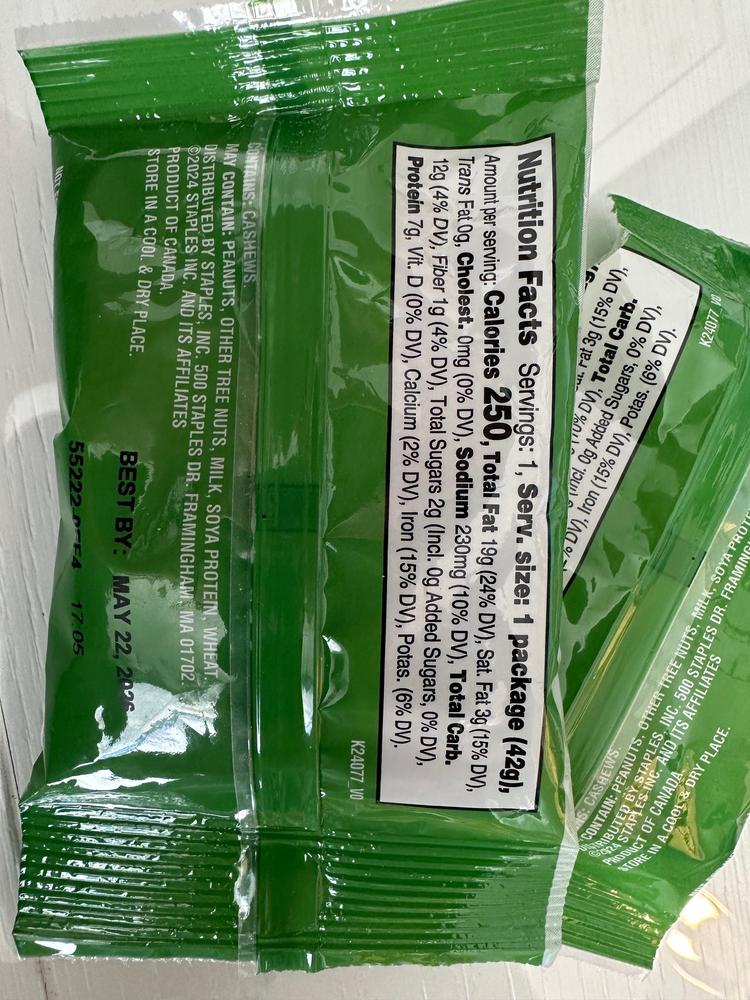 Nutrition Facts Servings: 1, Serv. size: 1 package (42g),
Amount per serving: Calories 250, Total Fat 19g (24% DV), Sat. Fat 3g (15% DV),
Trans Fat 0g, Cholest. 0mg (0% DV), Sodium 230mg (10% DV), Total Carb.
12g (4% DV), Fiber 1g (4% DV), Total Sugars 2g (Incl. 0g Added Sugars, 0% DV),
Protein 7g, Vit. D (0% DV), Calcium (2% DV), Iron (15% DV), Potas. (6% DV).
K24077_V0
CONTAINS: CASHEWS.
MAY CONTAIN: PEANUTS, OTHER TREE NUTS, MILK, SOYA PROTEIN, WHEAT.
DISTRIBUTED BY STAPLES, INC. 500 STAPLES DR. FRAMINGHAM, MA 01702
©2024 STAPLES INC. AND ITS AFFILIATES
PRODUCT OF CANADA.
STORE IN A COOL & DRY PLACE.
BEST BY: MAY 22, 2026
17:05
K24077_V0
Fat 3g (15% DV),
(10% DV), Total Carb.
(Incl. 0g Added Sugars, 0% DV),
% DV), Iron (15% DV), Potas. (6% DV).
CASHEWS.
CONTAIN: PEANUTS, OTHER TREE NUTS, MILK, SOYA
STAPLES, INC. 500 STAPLES DR.
©2024 STAPLES INC. AND ITS AFFILIATES
PRODUCT OF CANADA.
STORE IN A COOL & DRY PLACE.